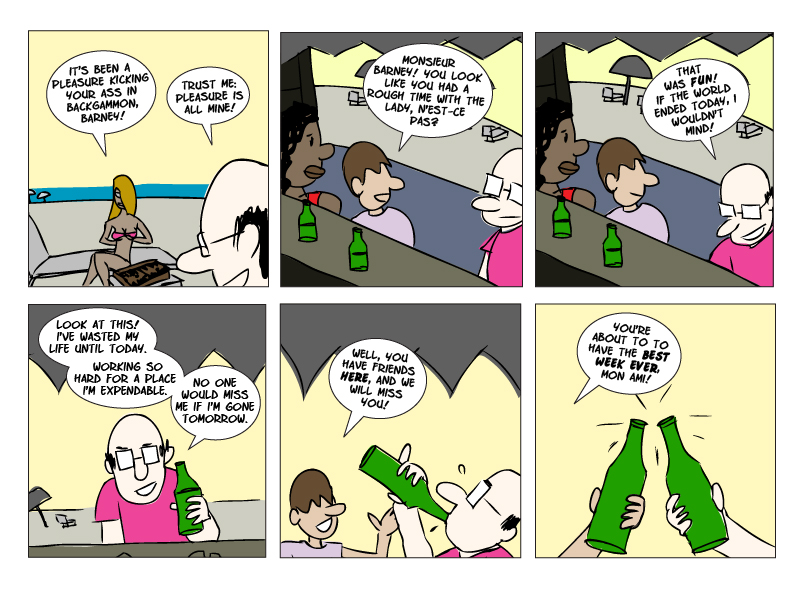 IT'S BEEN A
PLEASURE KICKING
YOUR ASS IN
BACKGAMMON,
BARNEY!
TRUST ME:
PLEASURE IS
ALL MINE!
MONSIEUR
BARNEY! YOU LOOK
LIKE YOU HAD A
ROUGH TIME WITH THE
LADY, N'EST-CE
PAS?
THAT
WAS FUN!
IF THE WORLD
ENDED TODAY, I
WOULDN'T
MIND!
LOOK AT THIS!
I'VE WASTED MY
LIFE UNTIL TODAY.
WORKING SO
HARD FOR A PLACE
I'M EXPENDABLE.
NO ONE
WOULD MISS
ME IF I'M GONE
TOMORROW.
WELL, YOU
HAVE FRIENDS
HERE, AND WE
WILL MISS
YOU!
YOU'RE
ABOUT TO TO
HAVE THE BEST
WEEK EVER,
MON AMI!